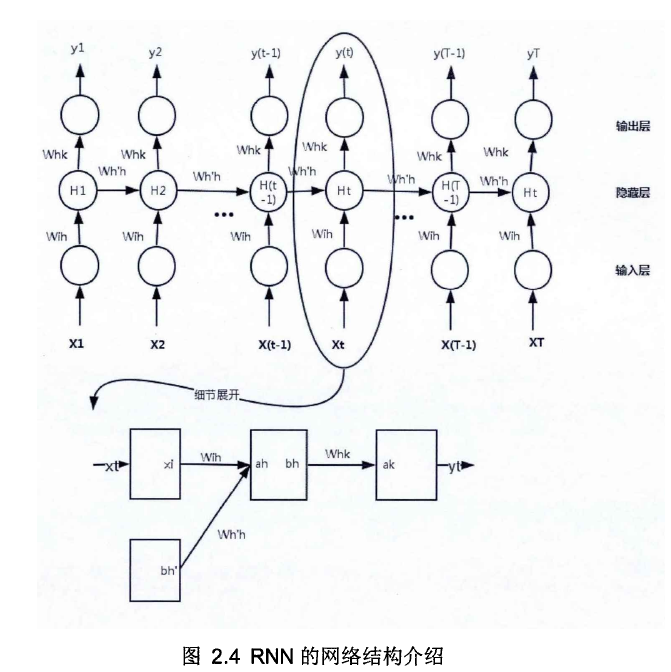 y1 y2 y(t-1) y(t) y(T-1) yT
输出层
Whk Whk Whk Whk Whk Whk
H1 Wh'h H2 Wh'h H(t-1) Wh'h Ht Wh'h H(T-1) Wh'h Ht
隐藏层
... ...
Wih Wih Wih Wih Wih Wih
输入层
X1 X2 X(t-1) Xt X(T-1) XT
细节展开
xt xi Wih ah bh Whk ak yt
Wh'h
bh'
图 2.4 RNN 的网络结构介绍